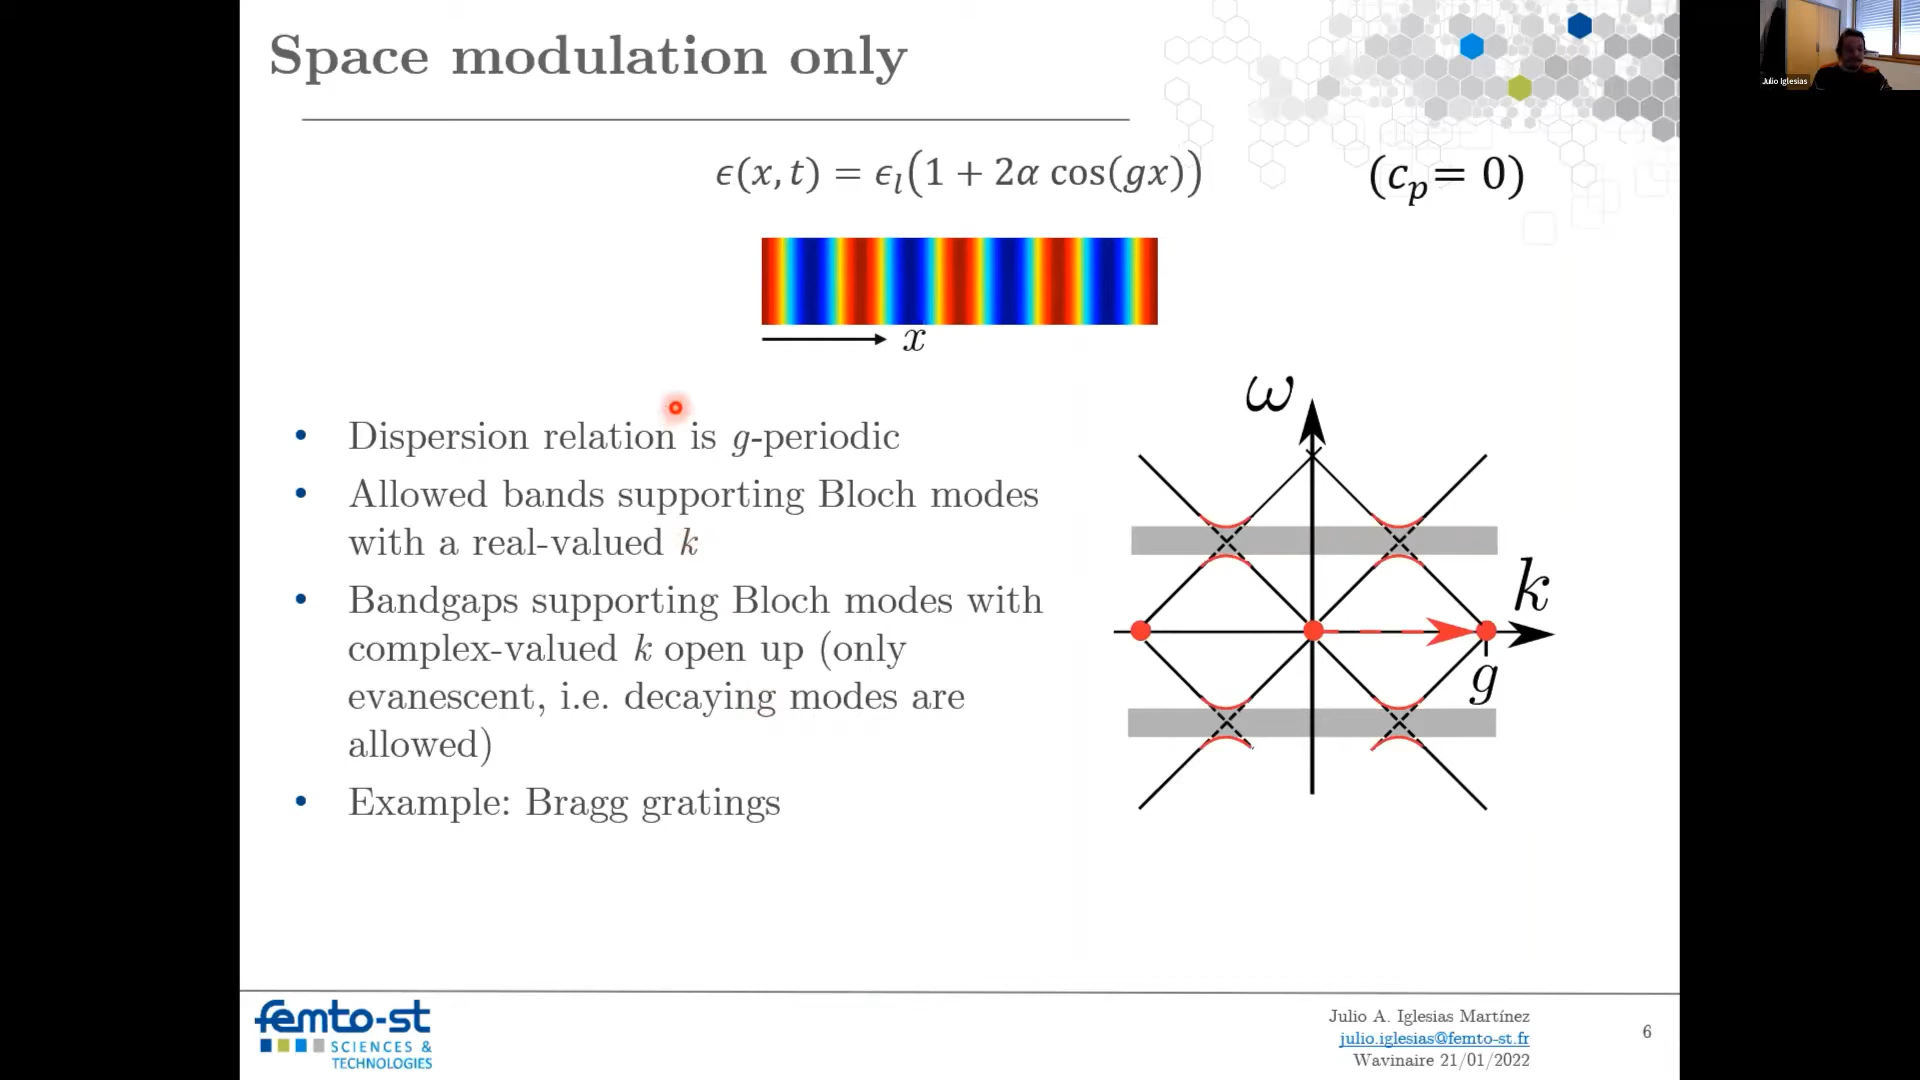 Space modulation only
Julio Iglesias
ϵ(x, t) = ϵ_l(1 + 2α cos(gx))
(c_p= 0)
x
• Dispersion relation is g-periodic
• Allowed bands supporting Bloch modes
with a real-valued k
• Bandgaps supporting Bloch modes with
complex-valued k open up (only
evanescent, i.e. decaying modes are
allowed)
• Example: Bragg gratings
ω
k
g
femto-st
SCIENCES &
TECHNOLOGIES
Julio A. Iglesias Martínez
julio.iglesias@femto-st.fr
Wavinaire 21/01/2022
6